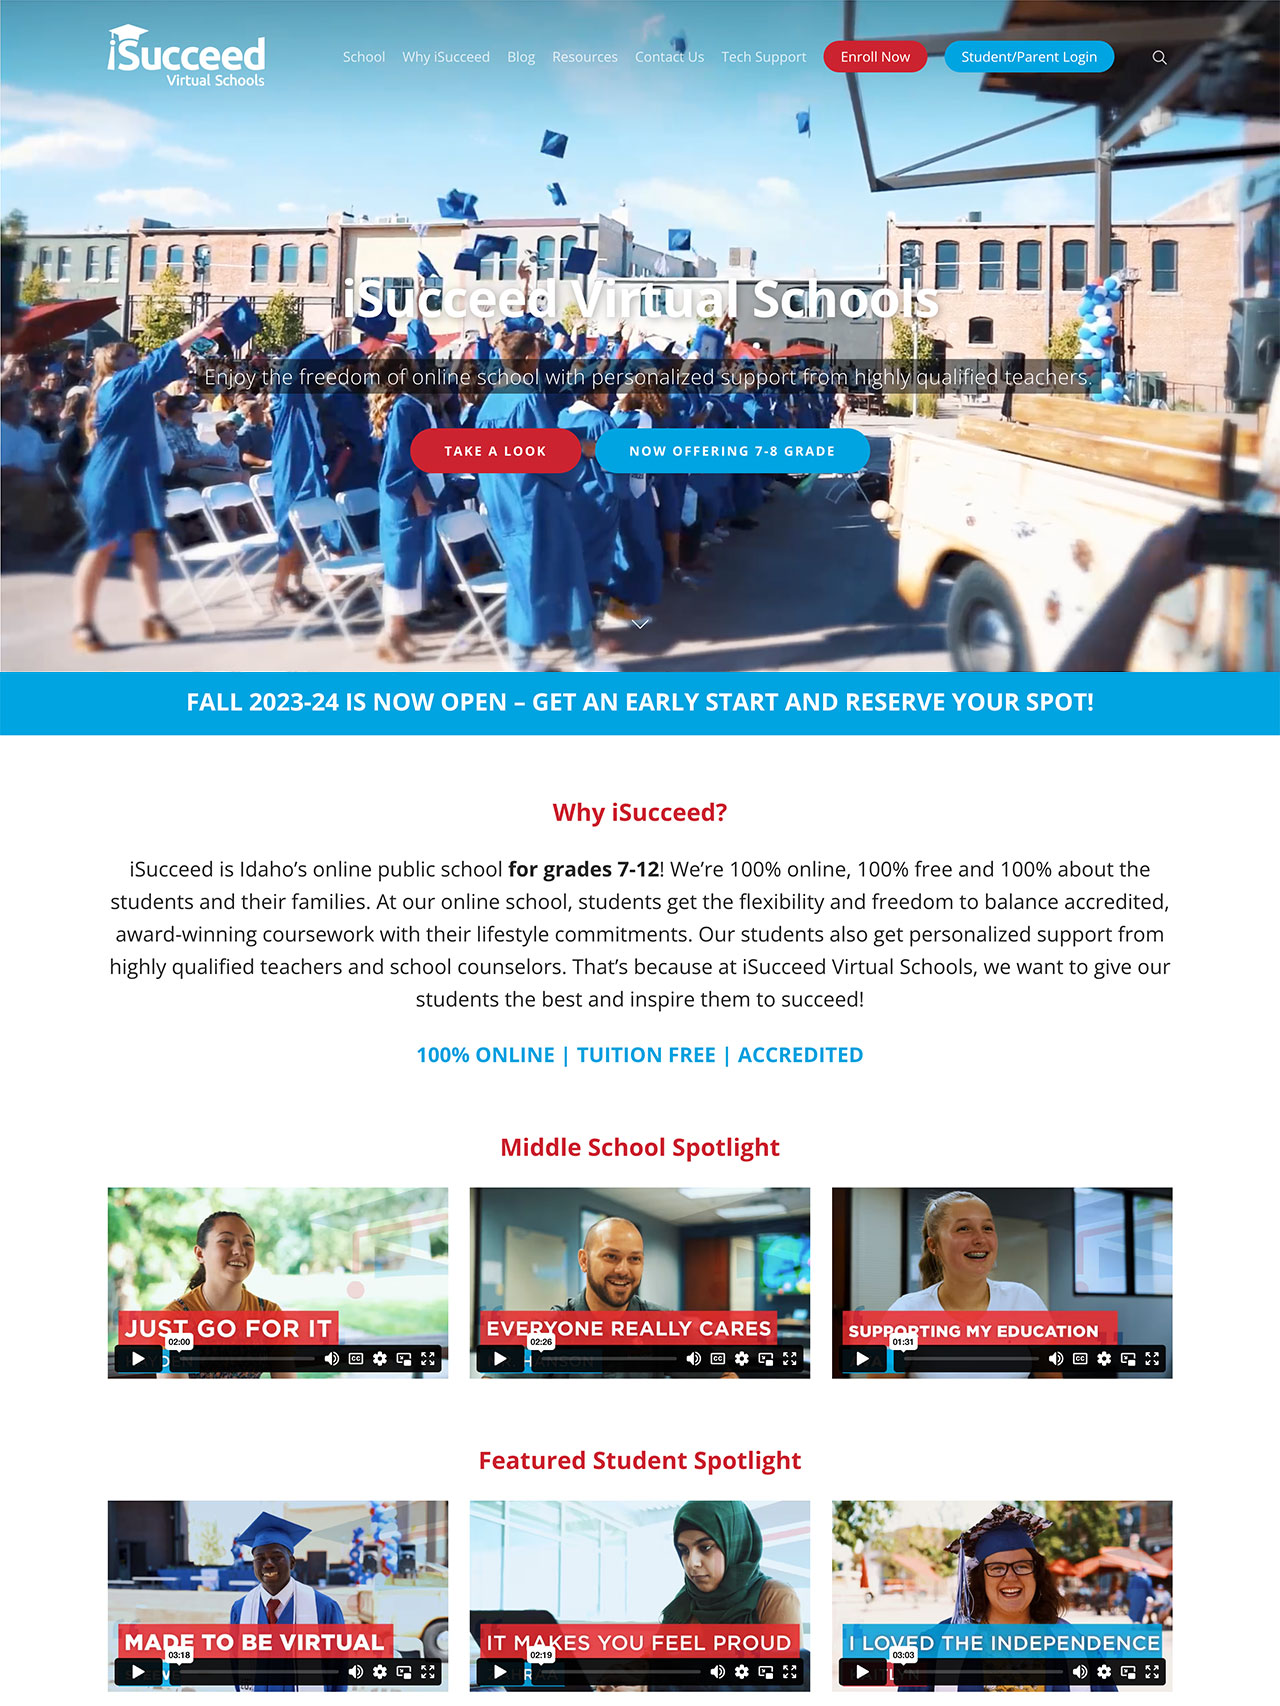 iSucceed
Virtual Schools
School Why iSucceed Blog Resources Contact Us Tech Support Enroll Now Student/Parent Login
iSucceed Virtual Schools
Enjoy the freedom of online school with personalized support from highly qualified teachers.
TAKE A LOOK NOW OFFERING 7-8 GRADE
FALL 2023-24 IS NOW OPEN – GET AN EARLY START AND RESERVE YOUR SPOT!
Why iSucceed?
iSucceed is Idaho’s online public school for grades 7-12! We’re 100% online, 100% free and 100% about the
students and their families. At our online school, students get the flexibility and freedom to balance accredited,
award-winning coursework with their lifestyle commitments. Our students also get personalized support from
highly qualified teachers and school counselors. That’s because at iSucceed Virtual Schools, we want to give our
students the best and inspire them to succeed!
100% ONLINE | TUITION FREE | ACCREDITED
Middle School Spotlight
JUST GO FOR IT
02:00
CC
EVERYONE REALLY CARES
02:26
HANSON
CC
SUPPORTING MY EDUCATION
01:31
CC
Featured Student Spotlight
MADE TO BE VIRTUAL
03:18
IT MAKES YOU FEEL PROUD
02:19
I LOVED THE INDEPENDENCE
03:03